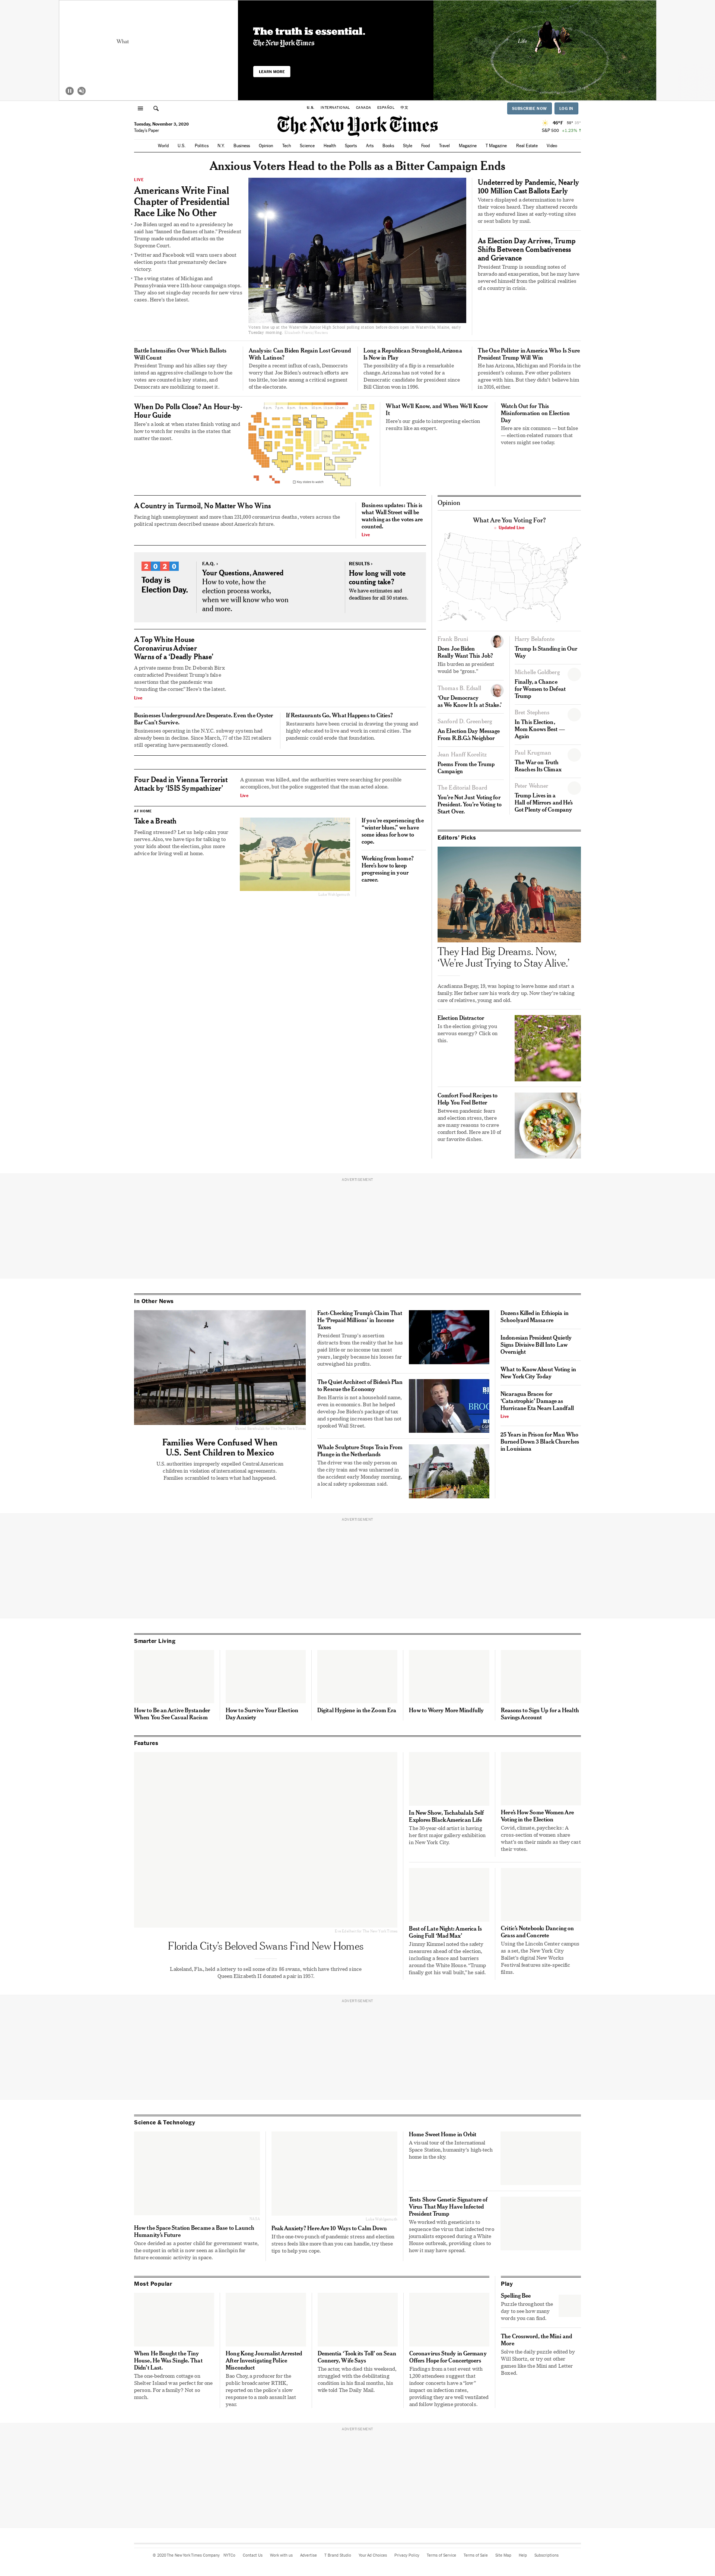 What
The truth is essential.
The New York Times
LEARN MORE
Life
U.S. INTERNATIONAL CANADA ESPAÑOL 中文
SUBSCRIBE NOW LOG IN
Tuesday, November 3, 2020
Today's Paper
The New York Times
S&P 500 +1.23% ↑
World U.S. Politics N.Y. Business Opinion Tech Science Health Sports Arts Books Style Food Travel Magazine T Magazine Real Estate Video
Anxious Voters Head to the Polls as a Bitter Campaign Ends
LIVE
Americans Write Final
Chapter of Presidential
Race Like No Other
• Joe Biden urged an end to a presidency he
said has "fanned the flames of hate." President
Trump made unfounded attacks on the
Supreme Court.
• Twitter and Facebook will warn users about
election posts that prematurely declare
victory.
• The swing states of Michigan and
Pennsylvania were 11th-hour campaign stops.
They also set single-day records for new virus
cases. Here's the latest.
Voters line up at the Waterville Junior High School polling station before doors open in Waterville, Maine, early
Tuesday morning.
Undeterred by Pandemic, Nearly
100 Million Cast Ballots Early
Voters displayed a determination to have
their voices heard. They shattered records
as they endured lines at early-voting sites
or sent ballots by mail.
As Election Day Arrives, Trump
Shifts Between Combativeness
and Grievance
President Trump is sounding notes of
bravado and exasperation, but he may have
severed himself from the political realities
of a country in crisis.
Battle Intensifies Over Which Ballots
Will Count
President Trump and his allies say they
intend an aggressive challenge to how the
votes are counted in key states, and
Democrats are mobilizing to meet it.
Analysis: Can Biden Regain Lost Ground
With Latinos?
Despite a recent influx of cash, Democrats
worry that Joe Biden's outreach efforts are
too little, too late among a critical segment
of the electorate.
Long a Republican Stronghold, Arizona
Is Now in Play
The possibility of a flip is a remarkable
change. Arizona has not voted for a
Democratic candidate for president since
Bill Clinton won in 1996.
The One Pollster in America Who Is Sure
President Trump Will Win
He has Arizona, Michigan and Florida in the
president's column. Few other pollsters
agree with him. But they didn't believe him
in 2016, either.
When Do Polls Close? An Hour-by-
Hour Guide
Here's a look at when states finish voting and
how to watch for results in the states that
matter the most.
Key states to watch
What We'll Know, and When We'll Know
It
Here's our guide to interpreting election
results like an expert.
Watch Out for This
Misinformation on Election
Day
Here are six common — but false
— election-related rumors that
voters might see today.
A Country in Turmoil, No Matter Who Wins
Facing high unemployment and more than 231,000 coronavirus deaths, voters across the
political spectrum described unease about America's future.
Business updates: This is
what Wall Street will be
watching as the votes are
counted.
Live
2020
Today is
Election Day.
F.A.Q. ›
Your Questions, Answered
How to vote, how the
election process works,
when we will know who won
and more.
RESULTS ›
How long will vote
counting take?
We have estimates and
deadlines for all 50 states.
A Top White House
Coronavirus Adviser
Warns of a 'Deadly Phase'
A private memo from Dr. Deborah Birx
contradicted President Trump's false
assertions that the pandemic was
"rounding the corner." Here's the latest.
Live
Businesses Underground Are Desperate. Even the Oyster
Bar Can't Survive.
Businesses operating in the N.Y.C. subway system had
already been in decline. Since March, 77 of the 321 retailers
still operating have permanently closed.
If Restaurants Go, What Happens to Cities?
Restaurants have been crucial in drawing the young and
highly educated to live and work in central cities. The
pandemic could erode that foundation.
Four Dead in Vienna Terrorist
Attack by 'ISIS Sympathizer'
A gunman was killed, and the authorities were searching for possible
accomplices, but the police suggested that the man acted alone.
Live
AT HOME
Take a Breath
Feeling stressed? Let us help calm your
nerves. Also, we have tips for talking to
your kids about the election, plus more
advice for living well at home.
If you're experiencing the
"winter blues," we have
some ideas for how to
cope.
Working from home?
Here's how to keep
progressing in your
career.
Opinion
What Are You Voting For?
Updated Live
Frank Bruni
Does Joe Biden
Really Want This Job?
His burden as president
would be "gross."
Thomas B. Edsall
'Our Democracy
as We Know It Is at Stake.'
Sanford D. Greenberg
An Election Day Message
From R.B.G.'s Neighbor
Jean Hanff Korelitz
Poems From the Trump
Campaign
The Editorial Board
You're Not Just Voting for
President. You're Voting to
Start Over.
Harry Belafonte
Trump Is Standing in Our
Way
Michelle Goldberg
Finally, a Chance
for Women to Defeat
Trump
Bret Stephens
In This Election,
Mom Knows Best —
Again
Paul Krugman
The War on Truth
Reaches Its Climax
Peter Wehner
Trump Lives in a
Hall of Mirrors and He's
Got Plenty of Company
Editors' Picks
They Had Big Dreams. Now,
'We're Just Trying to Stay Alive.'
Acadianna Begay, 19, was hoping to leave home and start a
family. Her father saw his work dry up. Now they're taking
care of relatives, young and old.
Election Distractor
Is the election giving you
nervous energy? Click on
this.
Comfort Food Recipes to
Help You Feel Better
Between pandemic fears
and election stress, there
are many reasons to crave
comfort food. Here are 10 of
our favorite dishes.
ADVERTISEMENT
In Other News
Families Were Confused When
U.S. Sent Children to Mexico
U.S. authorities improperly expelled Central American
children in violation of international agreements.
Families scrambled to learn what had happened.
Fact-Checking Trump's Claim That
He 'Prepaid Millions' in Income
Taxes
President Trump's assertion
distracts from the reality that he has
paid little or no income tax most
years, largely because his losses far
outweighed his profits.
The Quiet Architect of Biden's Plan
to Rescue the Economy
Ben Harris is not a household name,
even in economics. But he helped
develop Joe Biden's package of tax
and spending increases that has not
spooked Wall Street.
Whale Sculpture Stops Train From
Plunge in the Netherlands
The driver was the only person on
the city train and was unharmed in
the accident early Monday morning,
a local safety spokesman said.
Dozens Killed in Ethiopia in
Schoolyard Massacre
Indonesian President Quietly
Signs Divisive Bill Into Law
Overnight
What to Know About Voting in
New York City Today
Nicaragua Braces for
'Catastrophic' Damage as
Hurricane Eta Nears Landfall
Live
25 Years in Prison for Man Who
Burned Down 3 Black Churches
in Louisiana
ADVERTISEMENT
Smarter Living
How to Be an Active Bystander
When You See Casual Racism
How to Survive Your Election
Day Anxiety
Digital Hygiene in the Zoom Era
How to Worry More Mindfully
Reasons to Sign Up for a Health
Savings Account
Features
Florida City's Beloved Swans Find New Homes
Lakeland, Fla., held a lottery to sell some of its 86 swans, which have thrived since
Queen Elizabeth II donated a pair in 1957.
In New Show, Tschabalala Self
Explores Black American Life
The 30-year-old artist is having
her first major gallery exhibition
in New York City.
Here's How Some Women Are
Voting in the Election
Covid, climate, paychecks: A
cross-section of women share
what's on their minds as they cast
their votes.
Best of Late Night: America Is
Going Full 'Mad Max'
Jimmy Kimmel noted the safety
measures ahead of the election,
including a fence and barriers
around the White House. "Trump
finally got his wall built," he said.
Critic's Notebook: Dancing on
Grass and Concrete
Using the Lincoln Center campus
as a set, the New York City
Ballet's digital New Works
Festival features site-specific
films.
ADVERTISEMENT
Science & Technology
How the Space Station Became a Base to Launch
Humanity's Future
Once derided as a poster child for government waste,
the outpost in orbit is now seen as a linchpin for
future economic activity in space.
Peak Anxiety? Here Are 10 Ways to Calm Down
If the one-two punch of pandemic stress and election
stress feels like more than you can handle, try these
tips to help you cope.
Home Sweet Home in Orbit
A visual tour of the International
Space Station, humanity's high-tech
home in the sky.
Tests Show Genetic Signature of
Virus That May Have Infected
President Trump
We worked with geneticists to
sequence the virus that infected two
journalists exposed during a White
House outbreak, providing clues to
how it may have spread.
Most Popular
When He Bought the Tiny
House, He Was Single. That
Didn't Last.
The one-bedroom cottage on
Shelter Island was perfect for one
person. For a family? Not so
much.
Hong Kong Journalist Arrested
After Investigating Police
Misconduct
Bao Choy, a producer for the
public broadcaster RTHK,
reported on the police's slow
response to a mob assault last
year.
Dementia 'Took its Toll' on Sean
Connery, Wife Says
The actor, who died this weekend,
struggled with the debilitating
condition in his final months, his
wife told The Daily Mail.
Coronavirus Study in Germany
Offers Hope for Concertgoers
Findings from a test event with
1,200 attendees suggest that
indoor concerts have a "low"
impact on infection rates,
providing they are well ventilated
and follow hygiene protocols.
Play
Spelling Bee
Puzzle throughout the
day to see how many
words you can find.
The Crossword, the Mini and
More
Solve the daily puzzle edited by
Will Shortz, or try out other
games like the Mini and Letter
Boxed.
ADVERTISEMENT
© 2020 The New York Times Company NYTCo Contact Us Work with us Advertise T Brand Studio Your Ad Choices Privacy Policy Terms of Service Terms of Sale Site Map Help Subscriptions